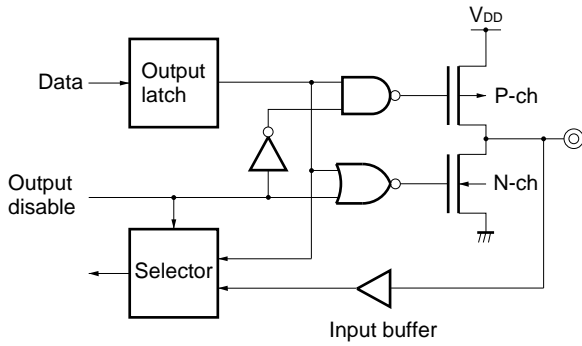 VDD
Data
Output
latch
P-ch
Output
disable
N-ch
Selector
Input buffer